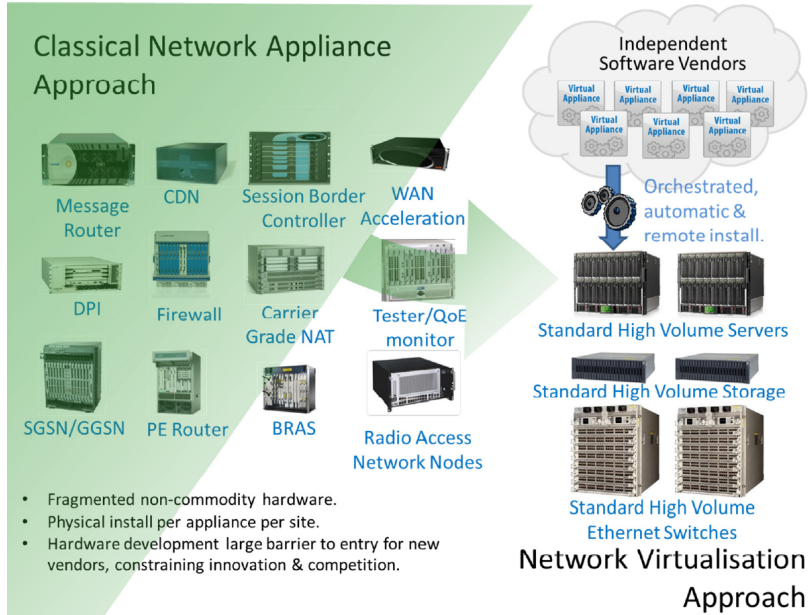 Classical Network Appliance
Approach
Message
Router
CDN
Session Border
Controller
WAN
Acceleration
DPI
Firewall
Carrier
Grade NAT
Tester/QoE
monitor
SGSN/GGSN
PE Router
BRAS
Radio Access
Network Nodes
• Fragmented non-commodity hardware.
• Physical install per appliance per site.
• Hardware development large barrier to entry for new
vendors, constraining innovation & competition.
Independent
Software Vendors
Virtual
Appliance
Virtual
Appliance
Virtual
Appliance
Virtual
Appliance
Virtual
Appliance
Virtual
Appliance
Virtual
Appliance
Orchestrated,
automatic &
remote install.
Standard High Volume Servers
Standard High Volume Storage
Standard High Volume
Ethernet Switches
Network Virtualisation
Approach